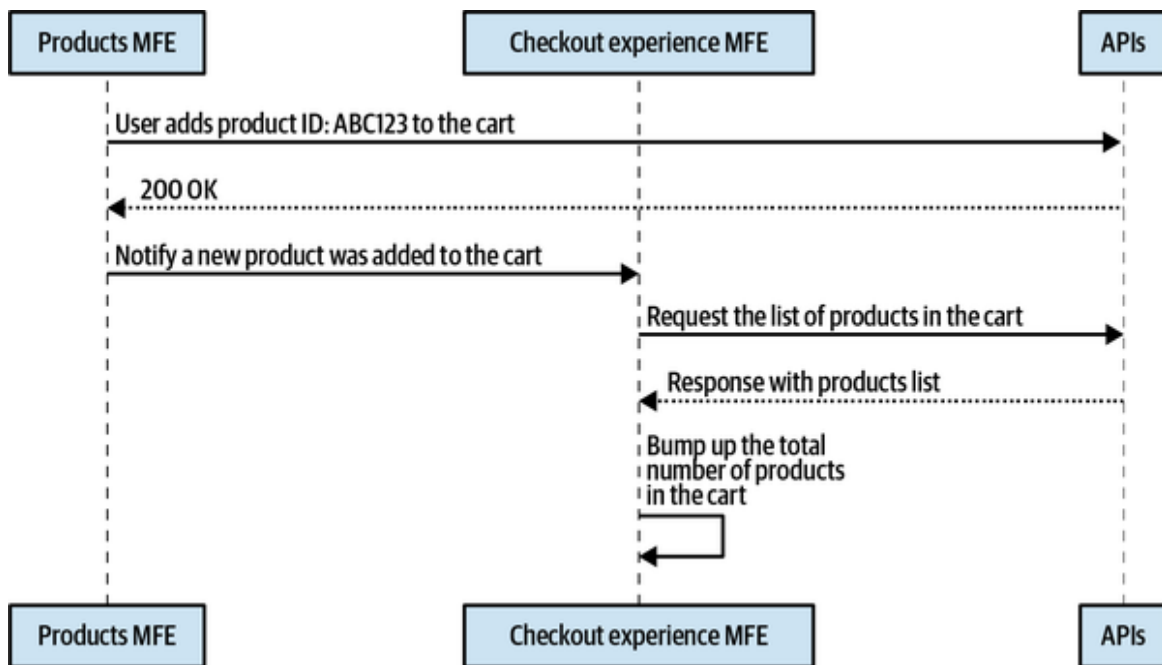 Products MFE
Checkout experience MFE
APIs
User adds product ID: ABC123 to the cart
200 OK
Notify a new product was added to the cart
Request the list of products in the cart
Response with products list
Bump up the total
number of products
in the cart
Products MFE
Checkout experience MFE
APIs